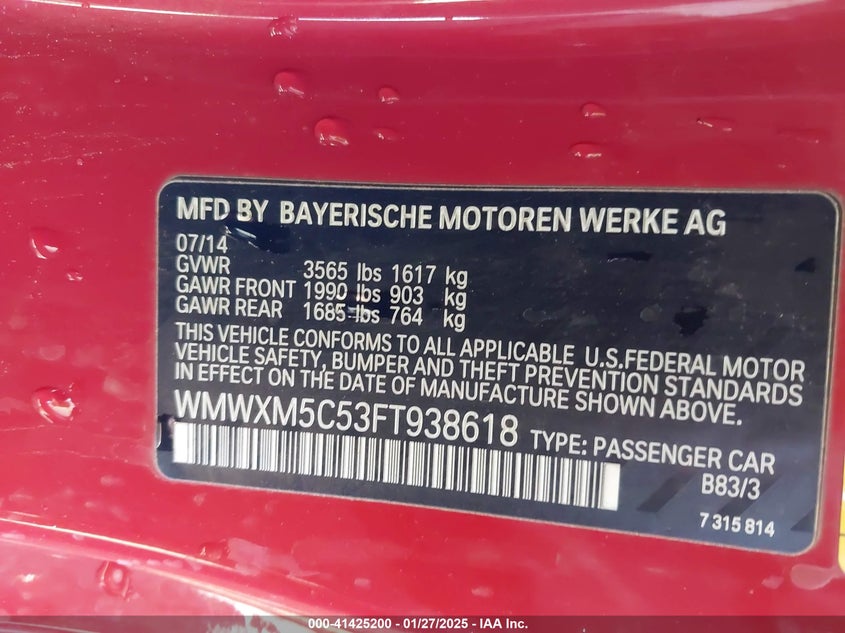 MFD BY BAYERISCHE MOTOREN WERKE AG
07/14
GVWR 3565 lbs 1617 kg
GAWR FRONT 1990 lbs 903 kg
GAWR REAR 1685 lbs 764 kg
THIS VEHICLE CONFORMS TO ALL APPLICABLE U.S.FEDERAL MOTOR
VEHICLE SAFETY, BUMPER AND THEFT PREVENTION STANDARDS
IN EFFECT ON THE DATE OF MANUFACTURE SHOWN ABOVE.
WMWXM5C53FT938618 TYPE: PASSENGER CAR
B83/3
7 315 814
000-41425200 - 01/27/2025 - IAA Inc.